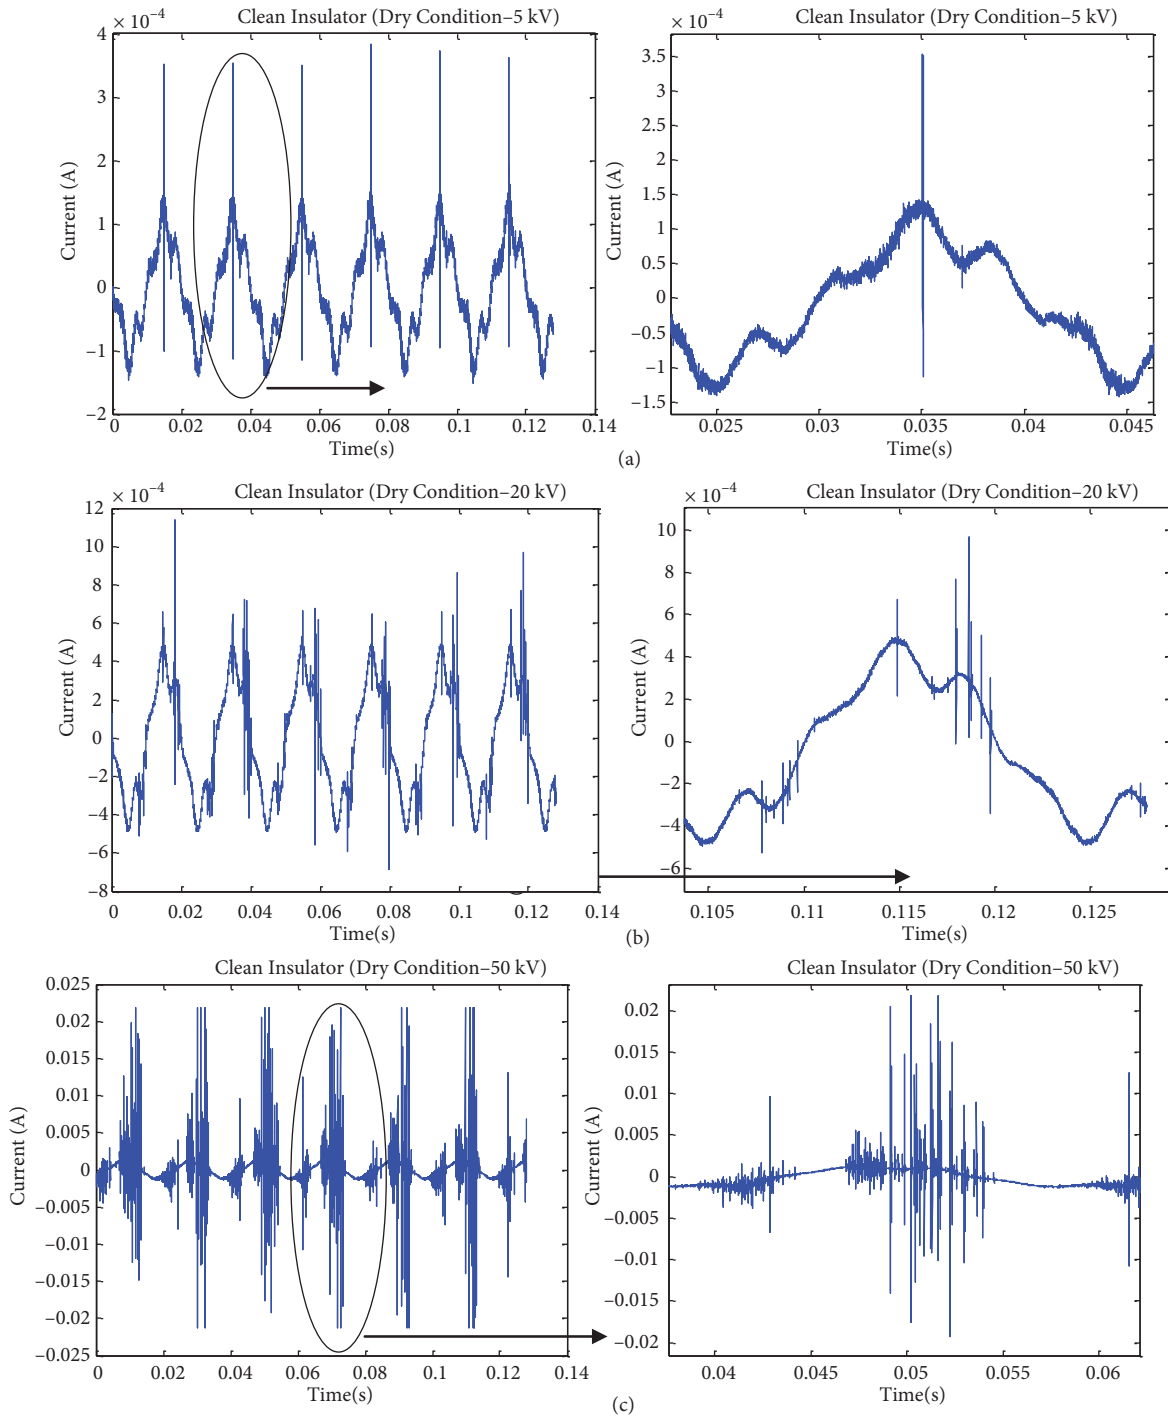 Clean Insulator (Dry Condition–5 kV)
× 10⁻⁴
4
3
2
1
0
−1
−2
Current (A)
0 0.02 0.04 0.06 0.08 0.1 0.12 0.14
Time(s)
Clean Insulator (Dry Condition–5 kV)
× 10⁻⁴
3.5
3
2.5
2
1.5
1
0.5
0
−0.5
−1
−1.5
Current (A)
0.025 0.03 0.035 0.04 0.045
Time(s)
(a)
Clean Insulator (Dry Condition–20 kV)
× 10⁻⁴
12
10
8
6
4
2
0
−2
−4
−6
−8
Current (A)
0 0.02 0.04 0.06 0.08 0.1 0.12 0.14
Time(s)
Clean Insulator (Dry Condition–20 kV)
× 10⁻⁴
10
8
6
4
2
0
−2
−4
−6
Current (A)
0.105 0.11 0.115 0.12 0.125
Time(s)
(b)
Clean Insulator (Dry Condition–50 kV)
0.025
0.02
0.015
0.01
0.005
0
−0.005
−0.01
−0.015
−0.02
−0.025
Current (A)
0 0.02 0.04 0.06 0.08 0.1 0.12 0.14
Time(s)
Clean Insulator (Dry Condition–50 kV)
0.02
0.015
0.01
0.005
0
−0.005
−0.01
−0.015
−0.02
Current (A)
0.04 0.045 0.05 0.055 0.06
Time(s)
(c)